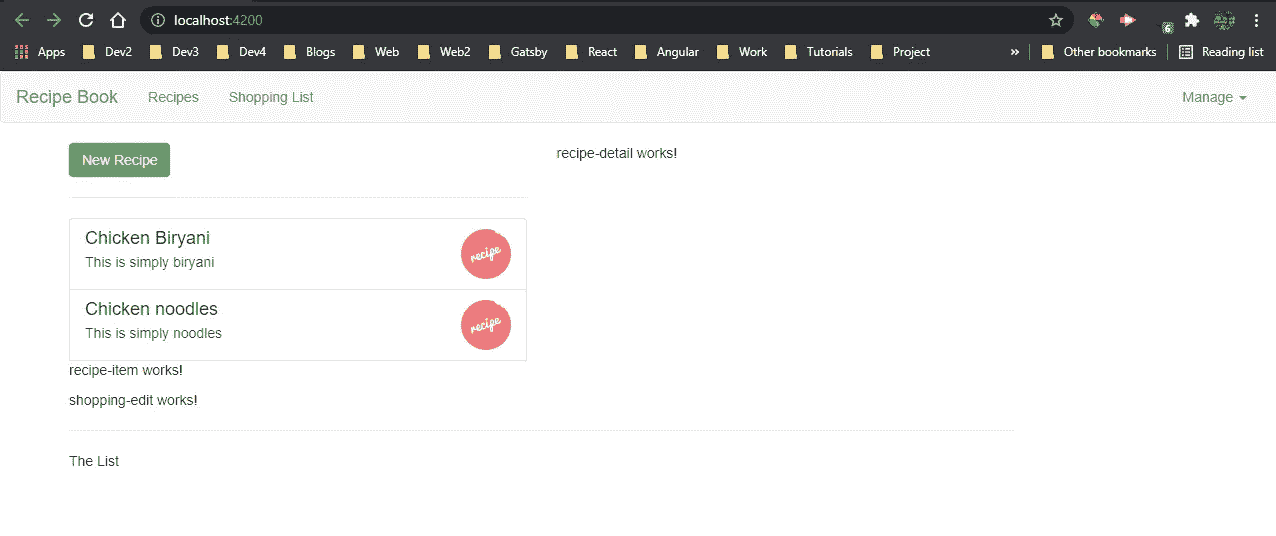 localhost:4200
6
Apps Dev2 Dev3 Dev4 Blogs Web Web2 Gatsby React Angular Work Tutorials Project » Other bookmarks Reading list
Recipe Book Recipes Shopping List Manage
New Recipe
recipe-detail works!
Chicken Biryani
This is simply biryani
recipe
Chicken noodles
This is simply noodles
recipe
recipe-item works!
shopping-edit works!
The List